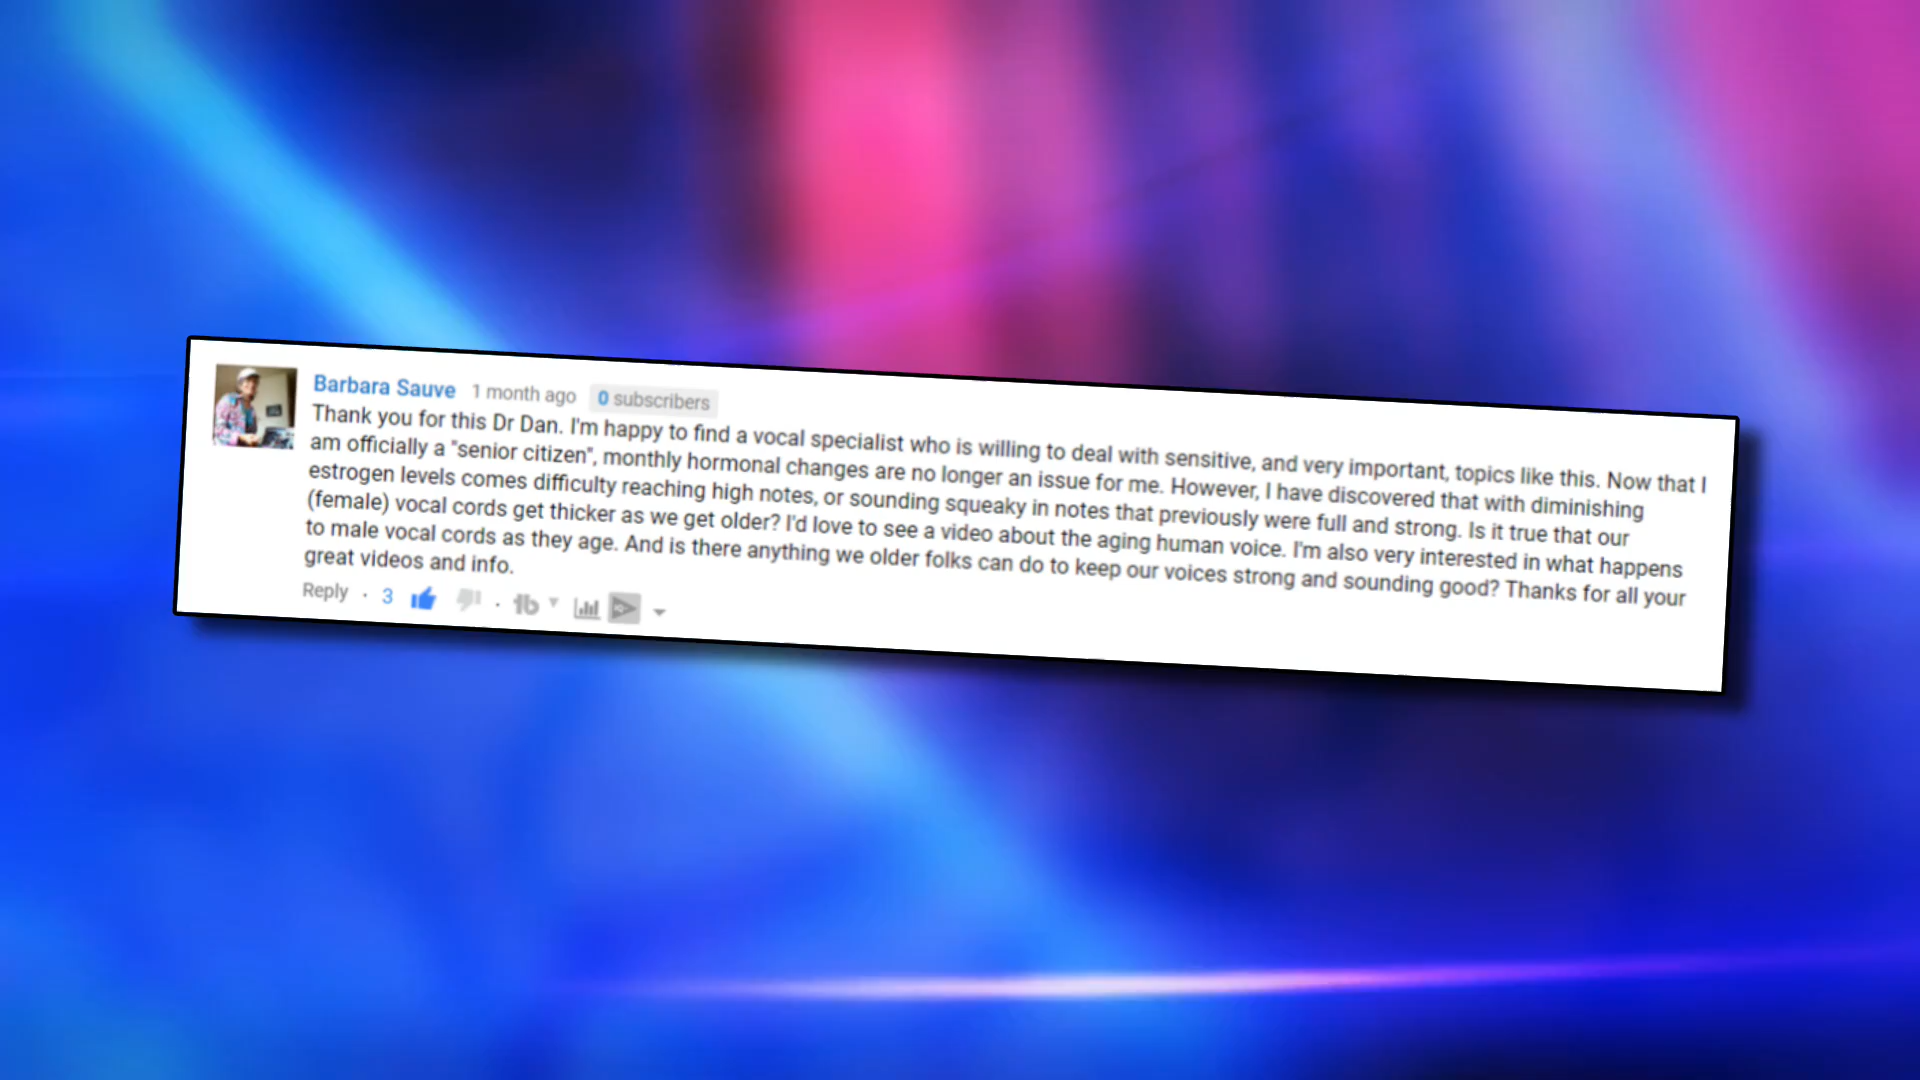 Barbara Sauve 1 month ago 0 subscribers
Thank you for this Dr Dan. I'm happy to find a vocal specialist who is willing to deal with sensitive, and very important, topics like this. Now that I
am officially a "senior citizen", monthly hormonal changes are no longer an issue for me. However, I have discovered that with diminishing
estrogen levels comes difficulty reaching high notes, or sounding squeaky in notes that previously were full and strong. Is it true that our
(female) vocal cords get thicker as we get older? I'd love to see a video about the aging human voice. I'm also very interested in what happens
to male vocal cords as they age. And is there anything we older folks can do to keep our voices strong and sounding good? Thanks for all your
great videos and info.
Reply · 3 · tb